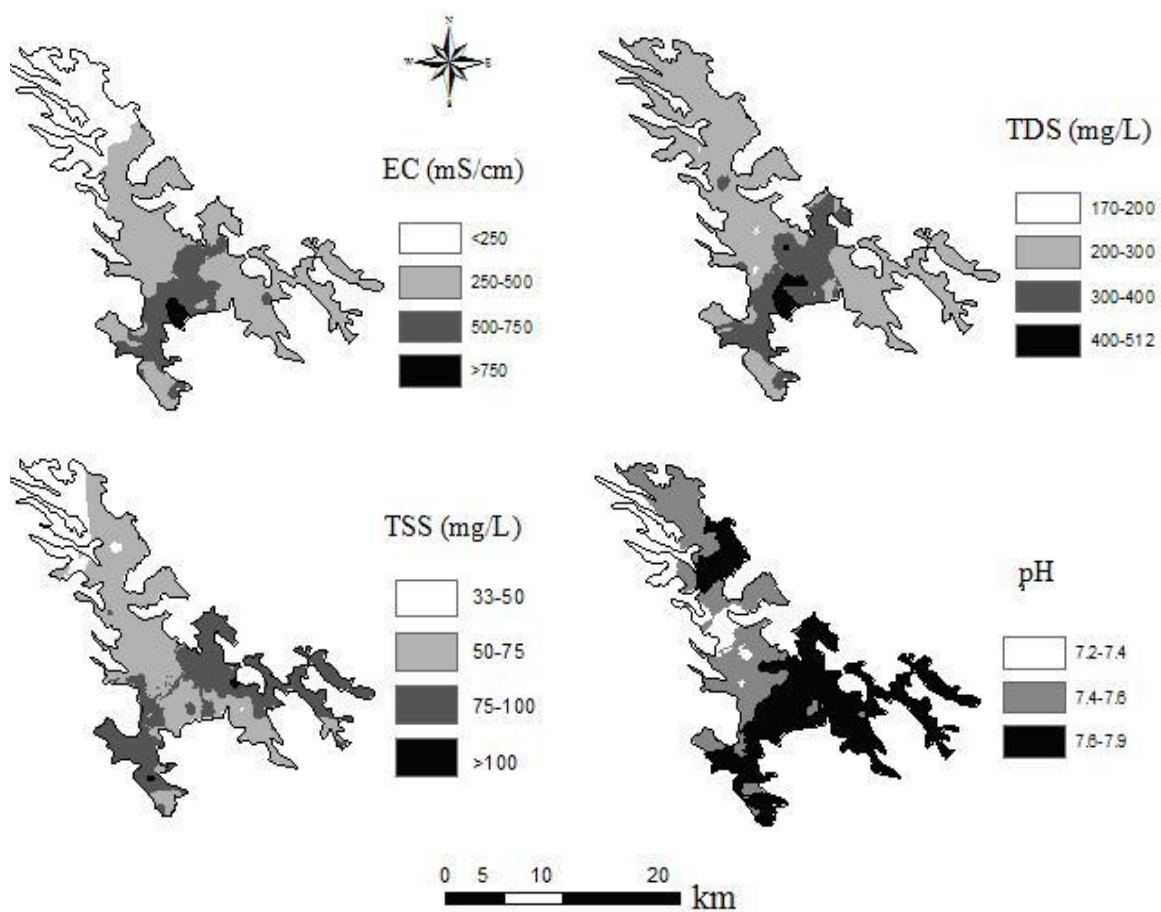 N
W E
S
EC (mS/cm)
<250
250-500
500-750
>750
TDS (mg/L)
170-200
200-300
300-400
400-512
TSS (mg/L)
33-50
50-75
75-100
>100
pH
7.2-7.4
7.4-7.6
7.6-7.9
0 5 10 20
km